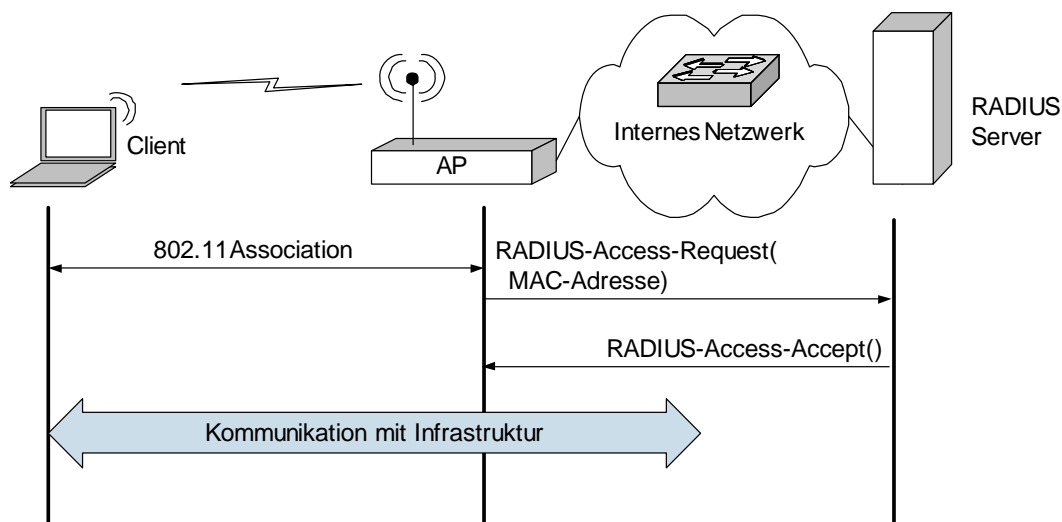 Client
AP
Internes Netzwerk
RADIUS
Server
802.11 Association
RADIUS-Access-Request(
MAC-Adresse)
RADIUS-Access-Accept()
Kommunikation mit Infrastruktur